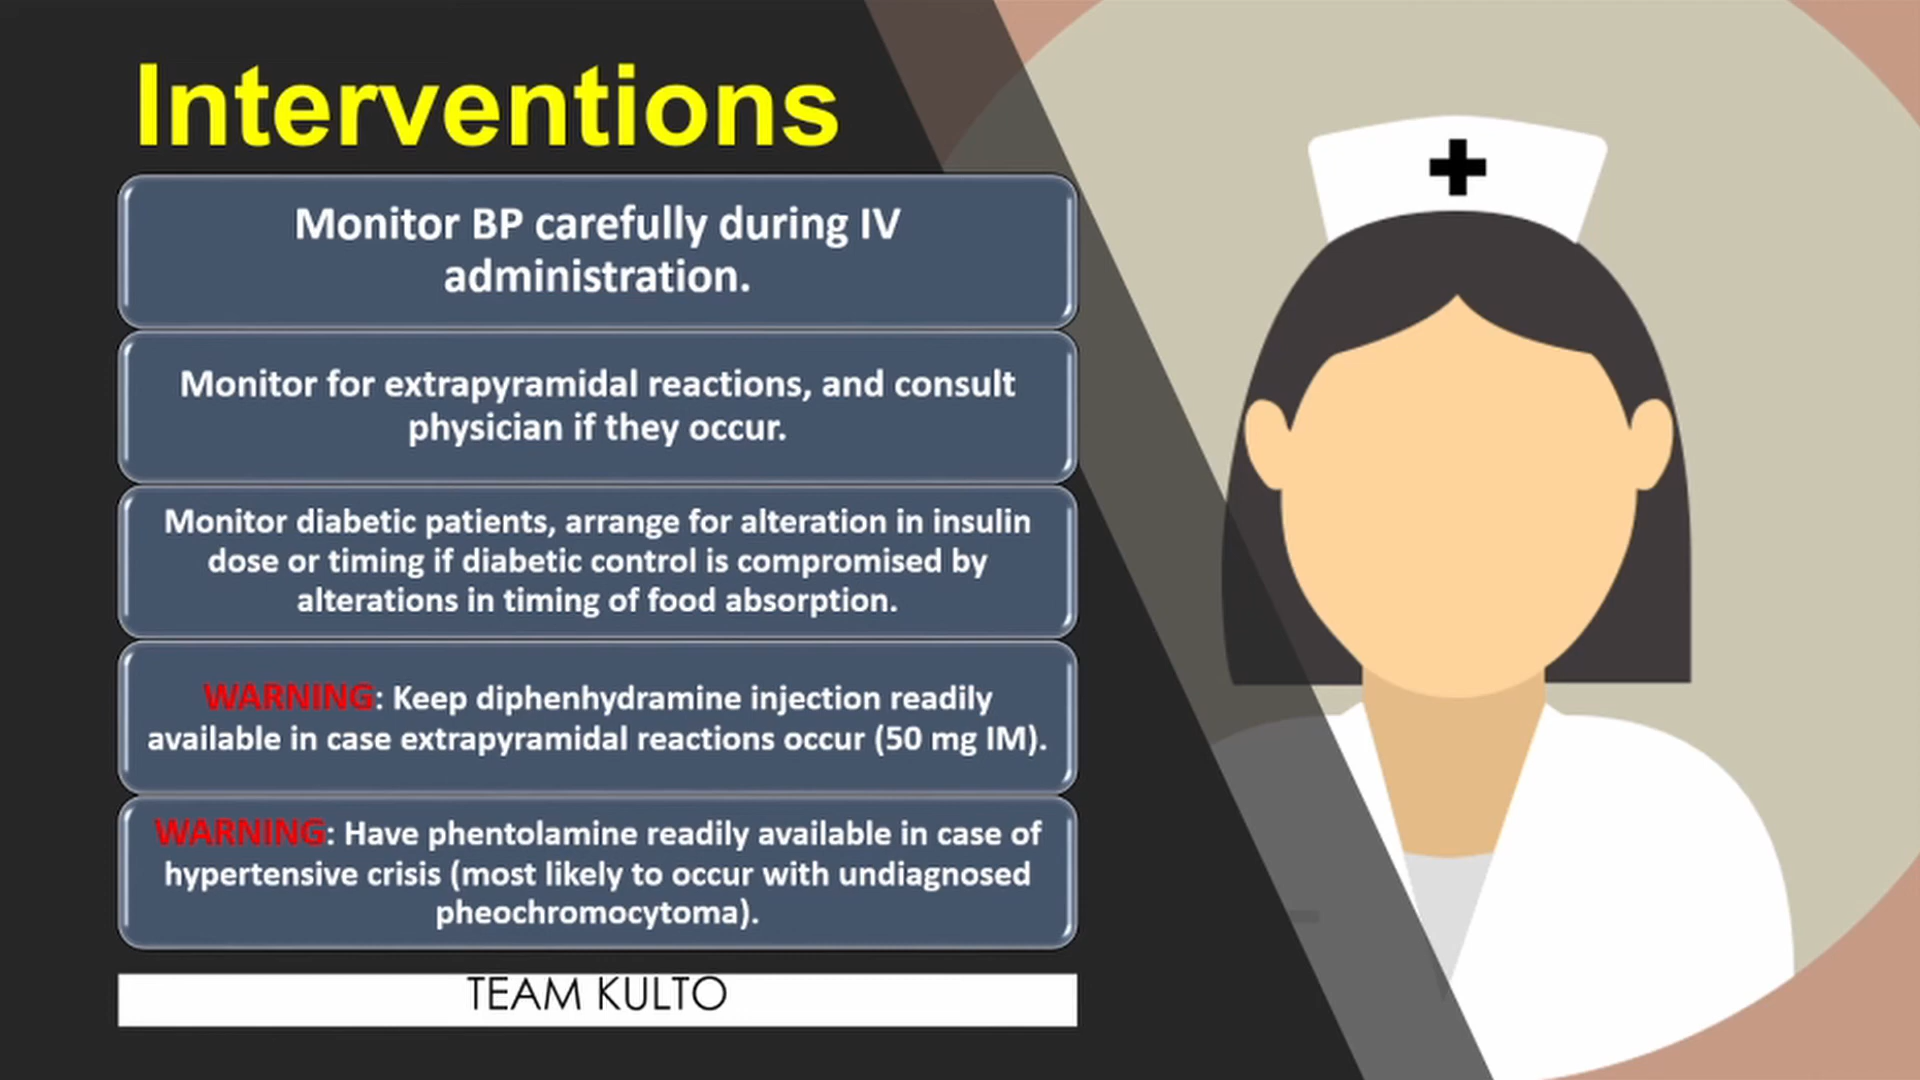 Interventions
Monitor BP carefully during IV
administration.
Monitor for extrapyramidal reactions, and consult
physician if they occur.
Monitor diabetic patients, arrange for alteration in insulin
dose or timing if diabetic control is compromised by
alterations in timing of food absorption.
WARNING: Keep diphenhydramine injection readily
available in case extrapyramidal reactions occur (50 mg IM).
WARNING: Have phentolamine readily available in case of
hypertensive crisis (most likely to occur with undiagnosed
pheochromocytoma).
TEAM KULTO